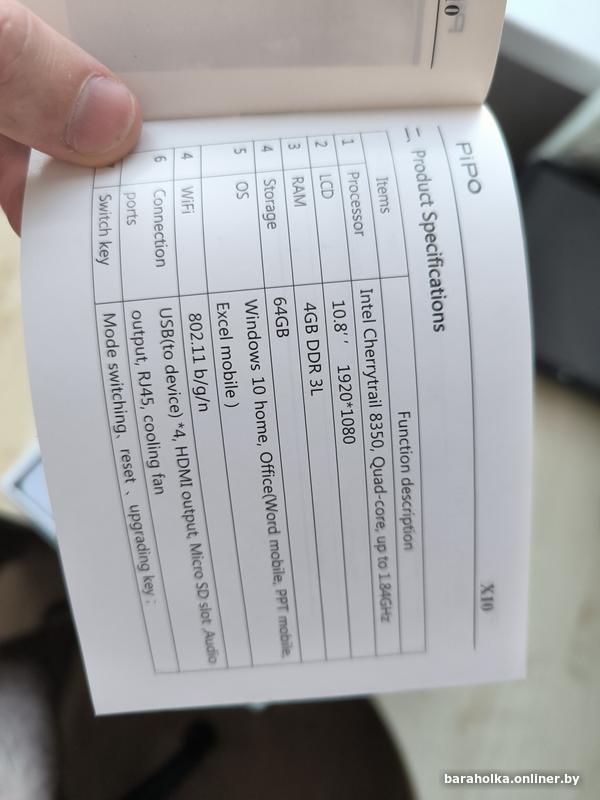 PIPO
X10
二、Product Specifications
Items Function description
1 Processor Intel Cherrytrail 8350, Quad-core, up to 1.84GHz
2 LCD 10.8'' 1920*1080
3 RAM 4GB DDR 3L
4 Storage 64GB
5 OS Windows 10 home, Office(Word mobile, PPT mobile,
Excel mobile )
4 WiFi 802.11 b/g/n
6 Connection USB(to device) *4, HDMI output, Micro SD slot ,Audio
ports output, RJ45, cooling fan
Switch key Mode switching、reset 、upgrading key ;
baraholka.onliner.by